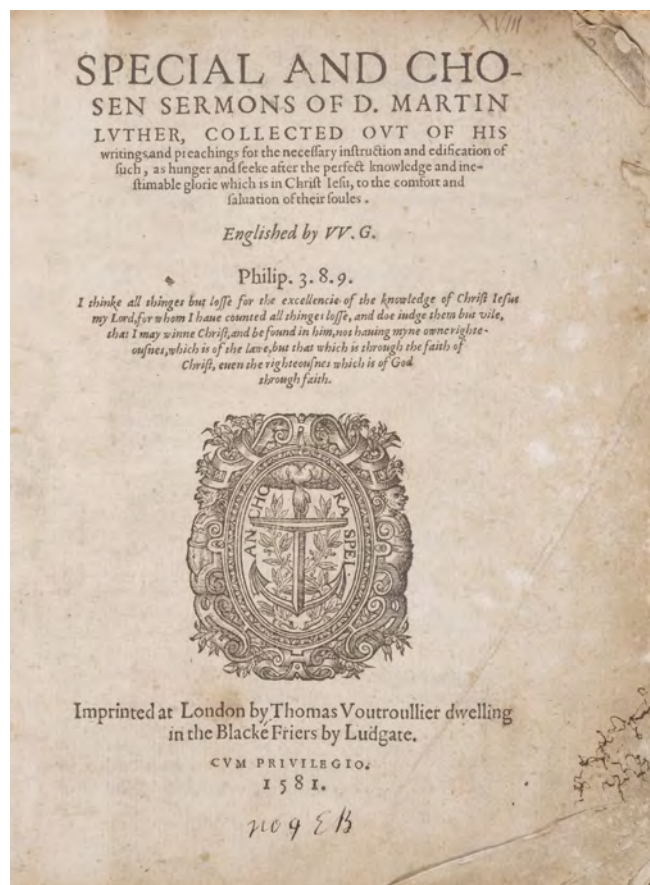 XVIII
SPECIAL AND CHO-
SEN SERMONS OF D. MARTIN
LVTHER, COLLECTED OVT OF HIS
writings,and preachings for the neceſſary inſtruction and edification of
ſuch, as hunger and ſeeke after the perfect knowledge and ine-
ſtimable glorie which is in Chriſt Ieſu, to the comfort and
ſaluation of their ſoules.
Engliſhed by VV. G.
Philip. 3. 8. 9.
I thinke all thinges but loſſe for the excellencie of the knowledge of Chriſt Ieſus
my Lord,for whom I haue counted all thinges loſſe, and doe iudge them but vile,
that I may winne Chriſt,and be found in him,not hauing myne owne righte-
ouſnes,which is of the lawe,but that which is through the faith of
Chriſt, euen the righteouſnes which is of God
through faith.
ANCHORA SPEI.
Imprinted at London by Thomas Voutroullier dwelling
in the Blacke Friers by Ludgate.
CVM PRIVILEGIO.
1581.